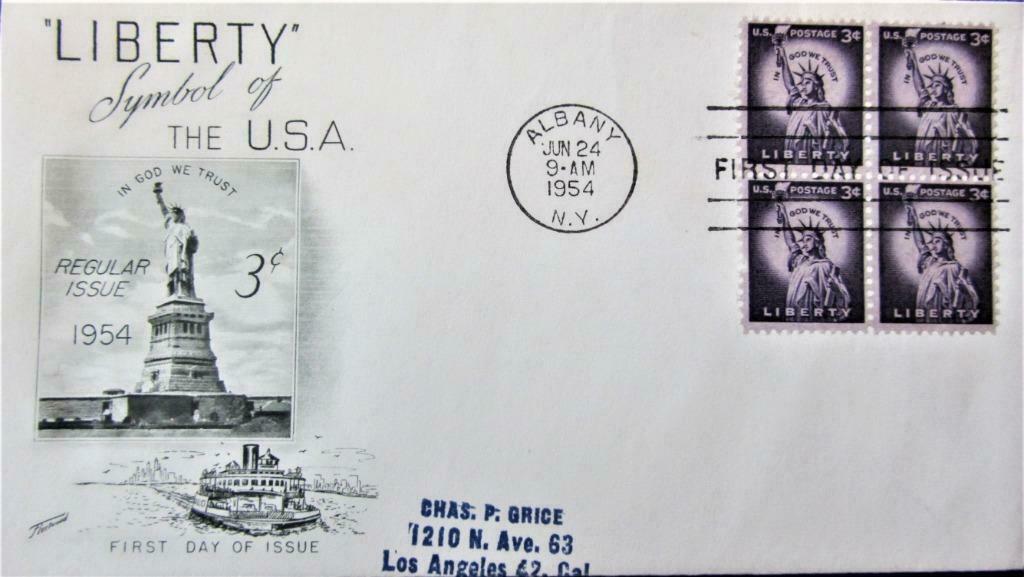 "LIBERTY"
Symbol of
THE U.S.A.
IN GOD WE TRUST
REGULAR
ISSUE
3¢
1954
Fleetwood
FIRST DAY OF ISSUE
ALBANY
JUN 24
9-AM
1954
N.Y.
U.S. POSTAGE 3¢
IN GOD WE TRUST
LIBERTY
U.S. POSTAGE 3¢
IN GOD WE TRUST
LIBERTY
FIRST DAY OF ISSUE
U.S. POSTAGE 3¢
IN GOD WE TRUST
LIBERTY
U.S. POSTAGE 3¢
IN GOD WE TRUST
LIBERTY
CHAS. P. GRICE
1210 N. Ave. 63
Los Angeles 42, Cal